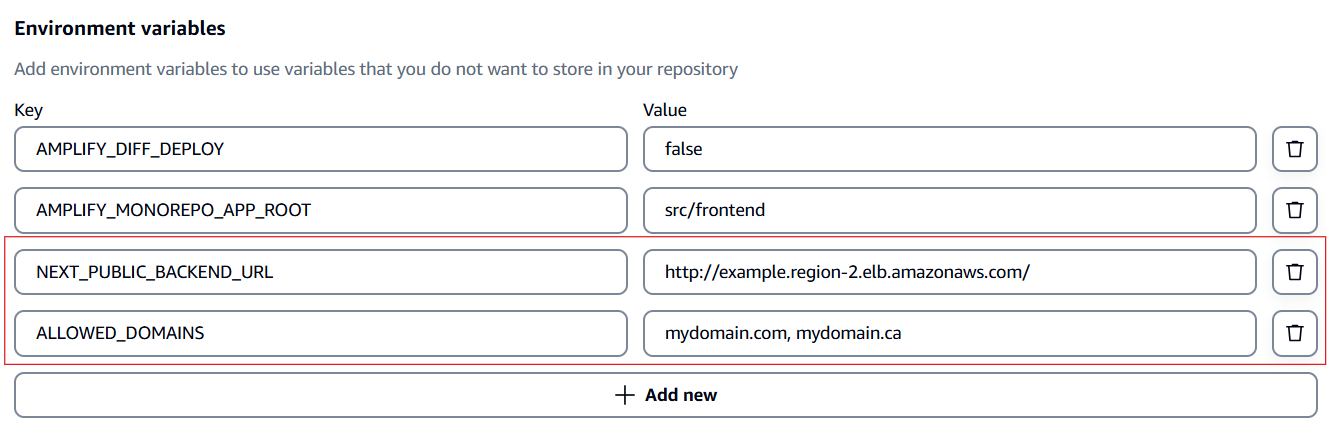 Environment variables
Add environment variables to use variables that you do not want to store in your repository
Key Value
AMPLIFY_DIFF_DEPLOY false
AMPLIFY_MONOREPO_APP_ROOT src/frontend
NEXT_PUBLIC_BACKEND_URL http://example.region-2.elb.amazonaws.com/
ALLOWED_DOMAINS mydomain.com, mydomain.ca
Add new